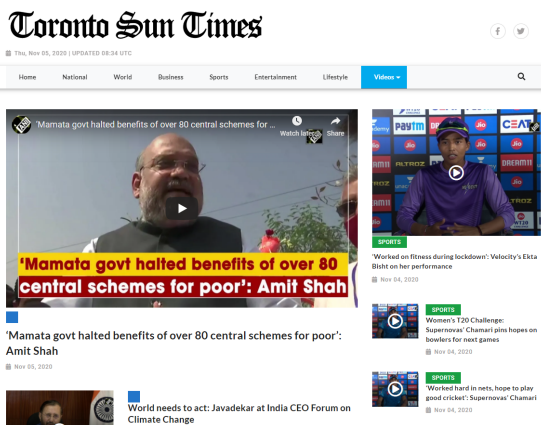 Toronto Sun Times
Thu, Nov 05, 2020 | UPDATED 08:34 UTC
Home National World Business Sports Entertainment Lifestyle Videos
'Mamata govt halted benefits of over 80 central schemes for ...
Watch later Share
'Mamata govt halted benefits of over 80
central schemes for poor': Amit Shah
'Mamata govt halted benefits of over 80 central schemes for poor':
Amit Shah
Nov 05, 2020
World needs to act: Javadekar at India CEO Forum on
Climate Change
paytm
CEAT
jio
DREAM11
ALTROZ
SPORTS
'Worked on fitness during lockdown': Velocity's Ekta
Bisht on her performance
Nov 04, 2020
SPORTS
Women's T20 Challenge:
Supernovas' Chamari pins hopes on
bowlers for next games
Nov 04, 2020
SPORTS
'Worked hard in nets, hope to play
good cricket': Supernovas' Chamari
Nov 04, 2020